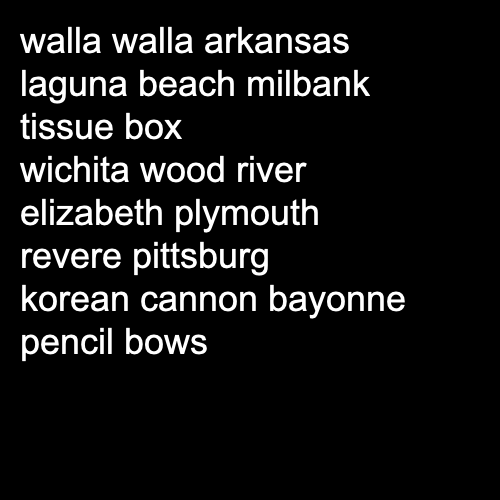 walla walla arkansas
laguna beach milbank
tissue box
wichita wood river
elizabeth plymouth
revere pittsburg
korean cannon bayonne
pencil bows